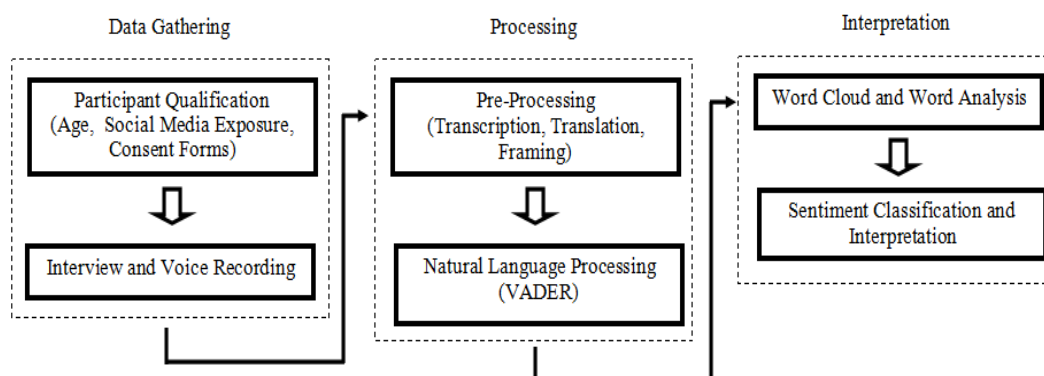 Data Gathering
Participant Qualification
(Age, Social Media Exposure,
Consent Forms)
Interview and Voice Recording
Processing
Pre-Processing
(Transcription, Translation,
Framing)
Natural Language Processing
(VADER)
Interpretation
Word Cloud and Word Analysis
Sentiment Classification and
Interpretation